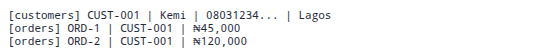 [customers] CUST-001 | Kemi | 08031234... | Lagos
[orders] ORD-1 | CUST-001 | ₦45,000
[orders] ORD-2 | CUST-001 | ₦120,000